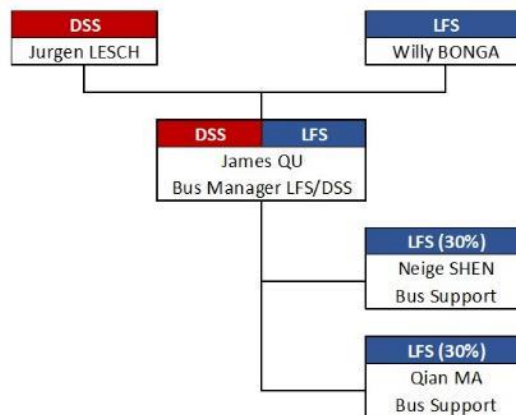 DSS
Jurgen LESCH
LFS
Willy BONGA
DSS LFS
James QU
Bus Manager LFS/DSS
LFS (30%)
Neige SHEN
Bus Support
LFS (30%)
Qian MA
Bus Support